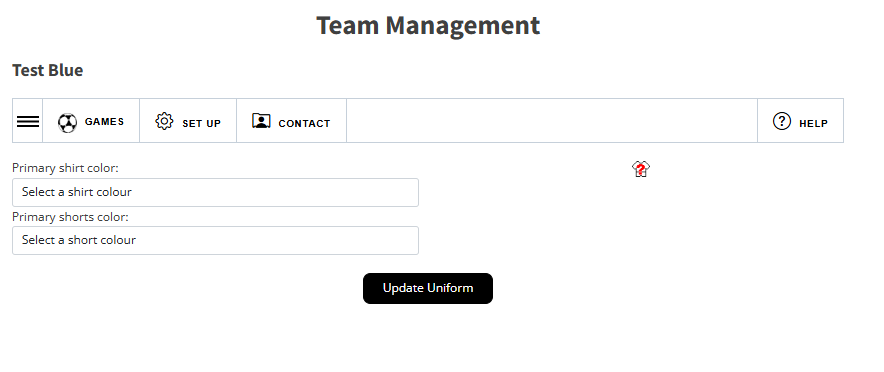 Team Management
Test Blue
GAMES SET UP CONTACT HELP
Primary shirt color:
Select a shirt colour
Primary shorts color:
Select a short colour
Update Uniform